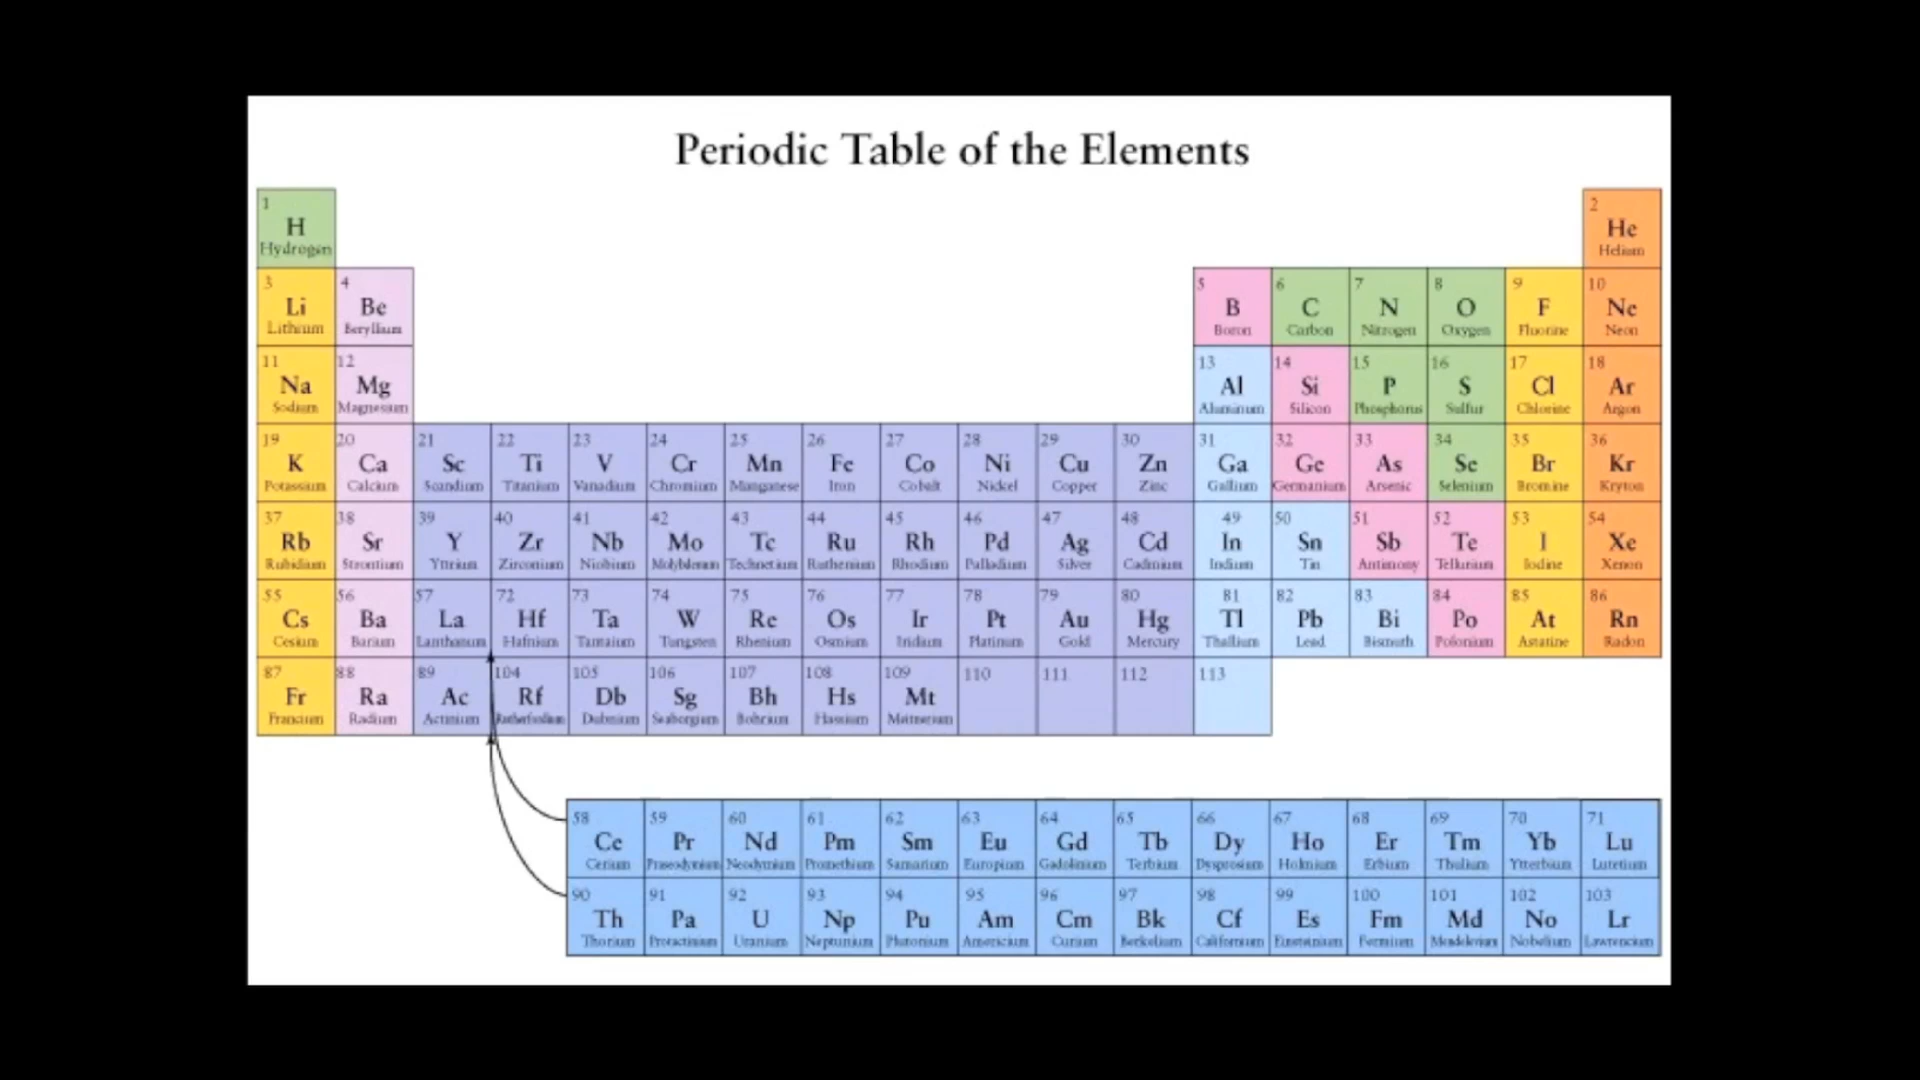 Periodic Table of the Elements
1 2
H He
Hydrogen Helium
3 4 5 6 7 8 9 10
Li Be B C N O F Ne
Lithium Beryllium Boron Carbon Nitrogen Oxygen Fluorine Neon
11 12 13 14 15 16 17 18
Na Mg Al Si P S Cl Ar
Sodium Magnesium Aluminum Silicon Phosphorus Sulfur Chlorine Argon
19 20 21 22 23 24 25 26 27 28 29 30 31 32 33 34 35 36
K Ca Sc Ti V Cr Mn Fe Co Ni Cu Zn Ga Ge As Se Br Kr
Potassium Calcium Scandium Titanium Vanadium Chromium Manganese Iron Cobalt Nickel Copper Zinc Gallium Germanium Arsenic Selenium Bromine Kryton
37 38 39 40 41 42 43 44 45 46 47 48 49 50 51 52 53 54
Rb Sr Y Zr Nb Mo Tc Ru Rh Pd Ag Cd In Sn Sb Te I Xe
Rubidium Strontium Yttrium Zirconium Niobium Molybdenum Technetium Ruthenium Rhodium Palladium Silver Cadmium Indium Tin Antimony Tellurium Iodine Xenon
55 56 57 72 73 74 75 76 77 78 79 80 81 82 83 84 85 86
Cs Ba La Hf Ta W Re Os Ir Pt Au Hg Tl Pb Bi Po At Rn
Cesium Barium Lanthanum Hafnium Tantalum Tungsten Rhenium Osmium Iridium Platinum Gold Mercury Thallium Lead Bismuth Polonium Astatine Radon
87 88 89 104 105 106 107 108 109 110 111 112 113
Fr Ra Ac Rf Db Sg Bh Hs Mt
Francium Radium Actinium Rutherfordium Dubnium Seaborgium Bohrium Hassium Meitnerium
58 59 60 61 62 63 64 65 66 67 68 69 70 71
Ce Pr Nd Pm Sm Eu Gd Tb Dy Ho Er Tm Yb Lu
Cerium Praseodymium Neodymium Promethium Samarium Europium Gadolinium Terbium Dysprosium Holmium Erbium Thulium Ytterbium Lutetium
90 91 92 93 94 95 96 97 98 99 100 101 102 103
Th Pa U Np Pu Am Cm Bk Cf Es Fm Md No Lr
Thorium Protactinium Uranium Neptunium Plutonium Americium Curium Berkelium Californium Einsteinium Fermium Mendelevium Nobelium Lawrencium